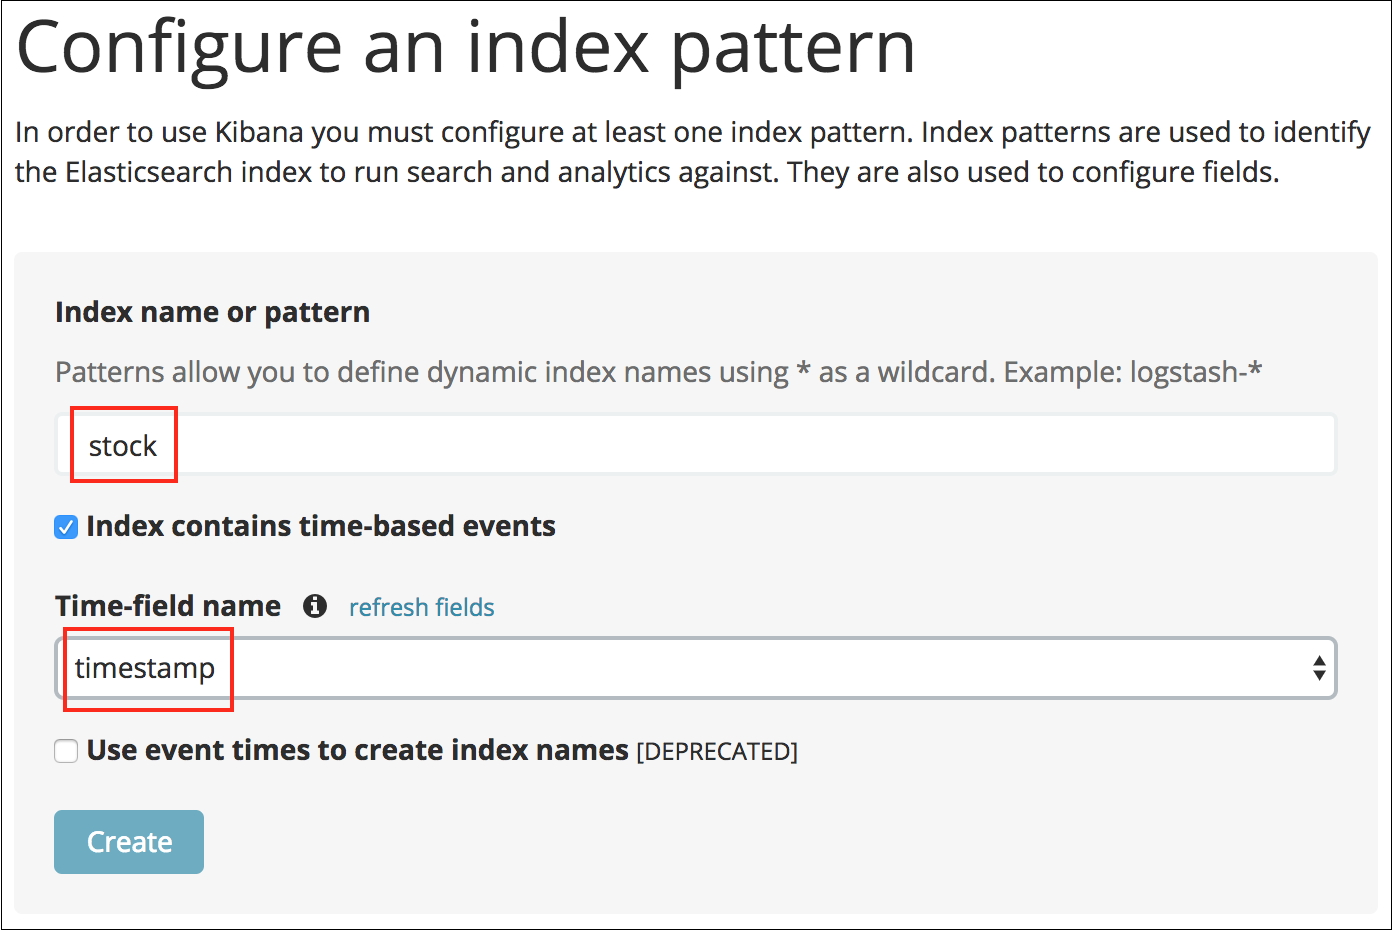 Configure an index pattern
In order to use Kibana you must configure at least one index pattern. Index patterns are used to identify
the Elasticsearch index to run search and analytics against. They are also used to configure fields.
Index name or pattern
Patterns allow you to define dynamic index names using * as a wildcard. Example: logstash-*
stock
Index contains time-based events
Time-field name refresh fields
timestamp
Use event times to create index names [DEPRECATED]
Create